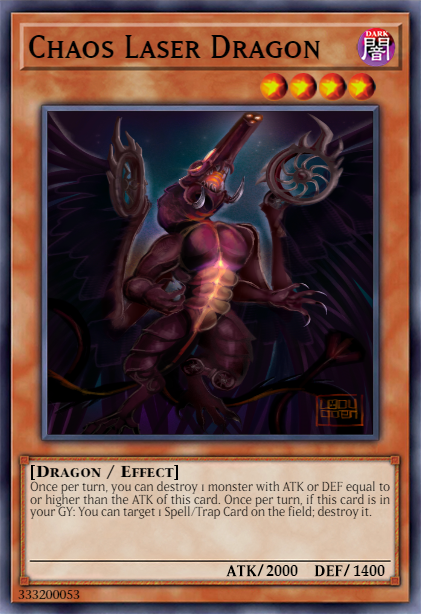 Chaos Laser Dragon
DARK
闇
[Dragon / Effect]
Once per turn, you can destroy 1 monster with ATK or DEF equal to
or higher than the ATK of this card. Once per turn, if this card is in
your GY: You can target 1 Spell/Trap Card on the field; destroy it.
ATK/2000 DEF/1400
333200053